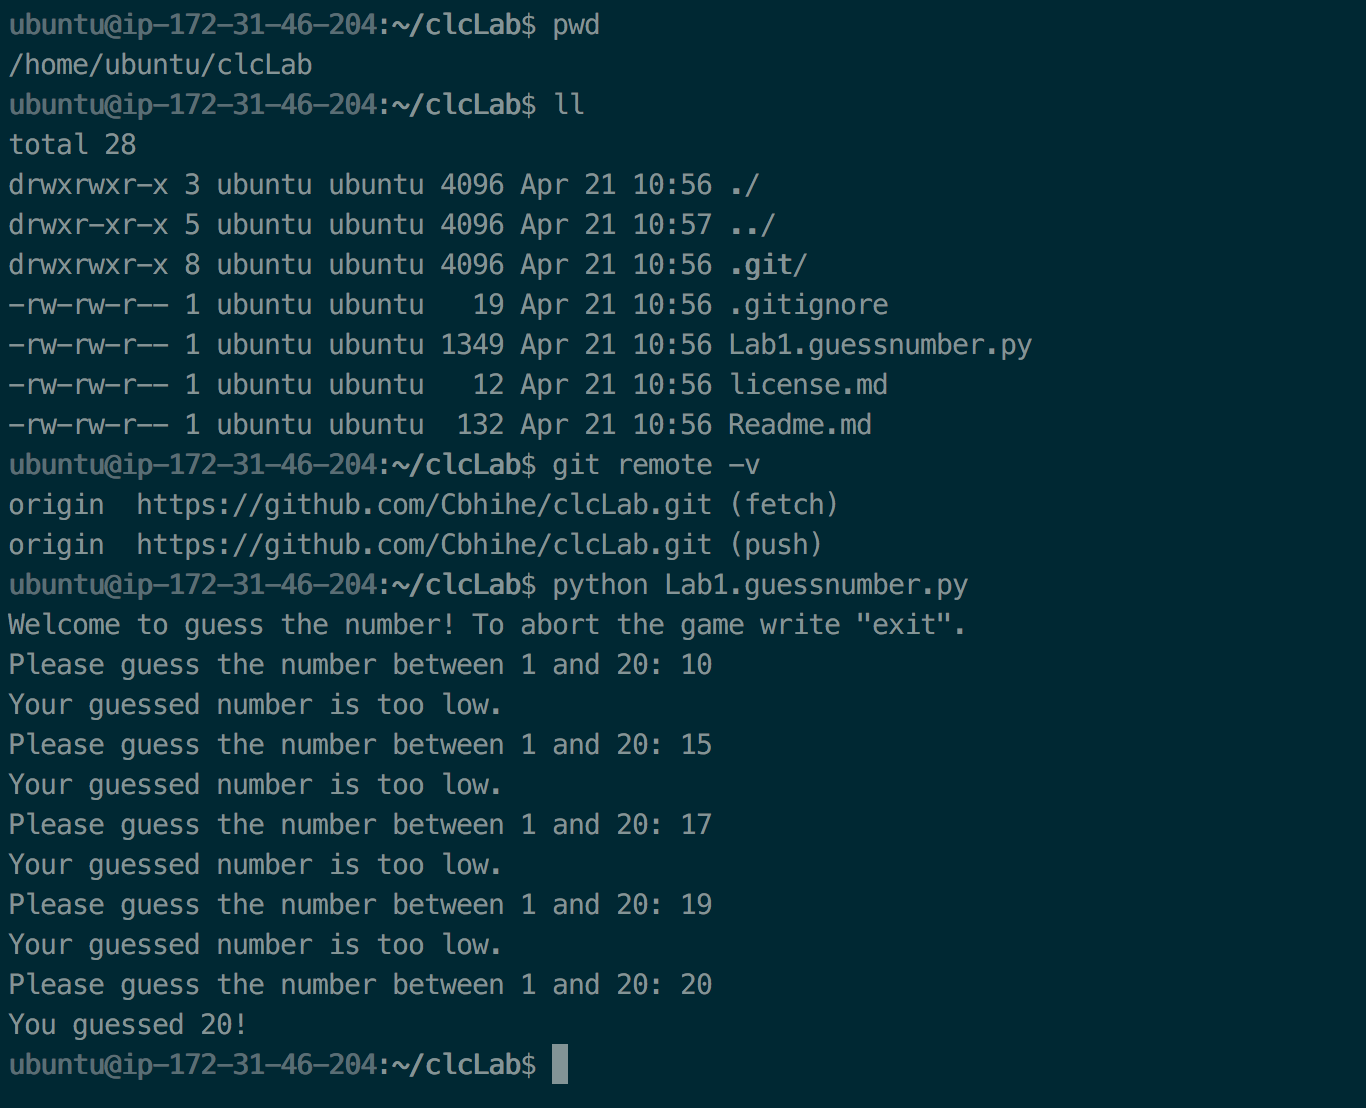 ubuntu@ip-172-31-46-204:~/clcLab$ pwd
/home/ubuntu/clcLab
ubuntu@ip-172-31-46-204:~/clcLab$ ll
total 28
drwxrwxr-x 3 ubuntu ubuntu 4096 Apr 21 10:56 ./
drwxr-xr-x 5 ubuntu ubuntu 4096 Apr 21 10:57 ../
drwxrwxr-x 8 ubuntu ubuntu 4096 Apr 21 10:56 .git/
-rw-rw-r-- 1 ubuntu ubuntu   19 Apr 21 10:56 .gitignore
-rw-rw-r-- 1 ubuntu ubuntu 1349 Apr 21 10:56 Lab1.guessnumber.py
-rw-rw-r-- 1 ubuntu ubuntu   12 Apr 21 10:56 license.md
-rw-rw-r-- 1 ubuntu ubuntu  132 Apr 21 10:56 Readme.md
ubuntu@ip-172-31-46-204:~/clcLab$ git remote -v
origin  https://github.com/Cbhihe/clcLab.git (fetch)
origin  https://github.com/Cbhihe/clcLab.git (push)
ubuntu@ip-172-31-46-204:~/clcLab$ python Lab1.guessnumber.py
Welcome to guess the number! To abort the game write "exit".
Please guess the number between 1 and 20: 10
Your guessed number is too low.
Please guess the number between 1 and 20: 15
Your guessed number is too low.
Please guess the number between 1 and 20: 17
Your guessed number is too low.
Please guess the number between 1 and 20: 19
Your guessed number is too low.
Please guess the number between 1 and 20: 20
You guessed 20!
ubuntu@ip-172-31-46-204:~/clcLab$